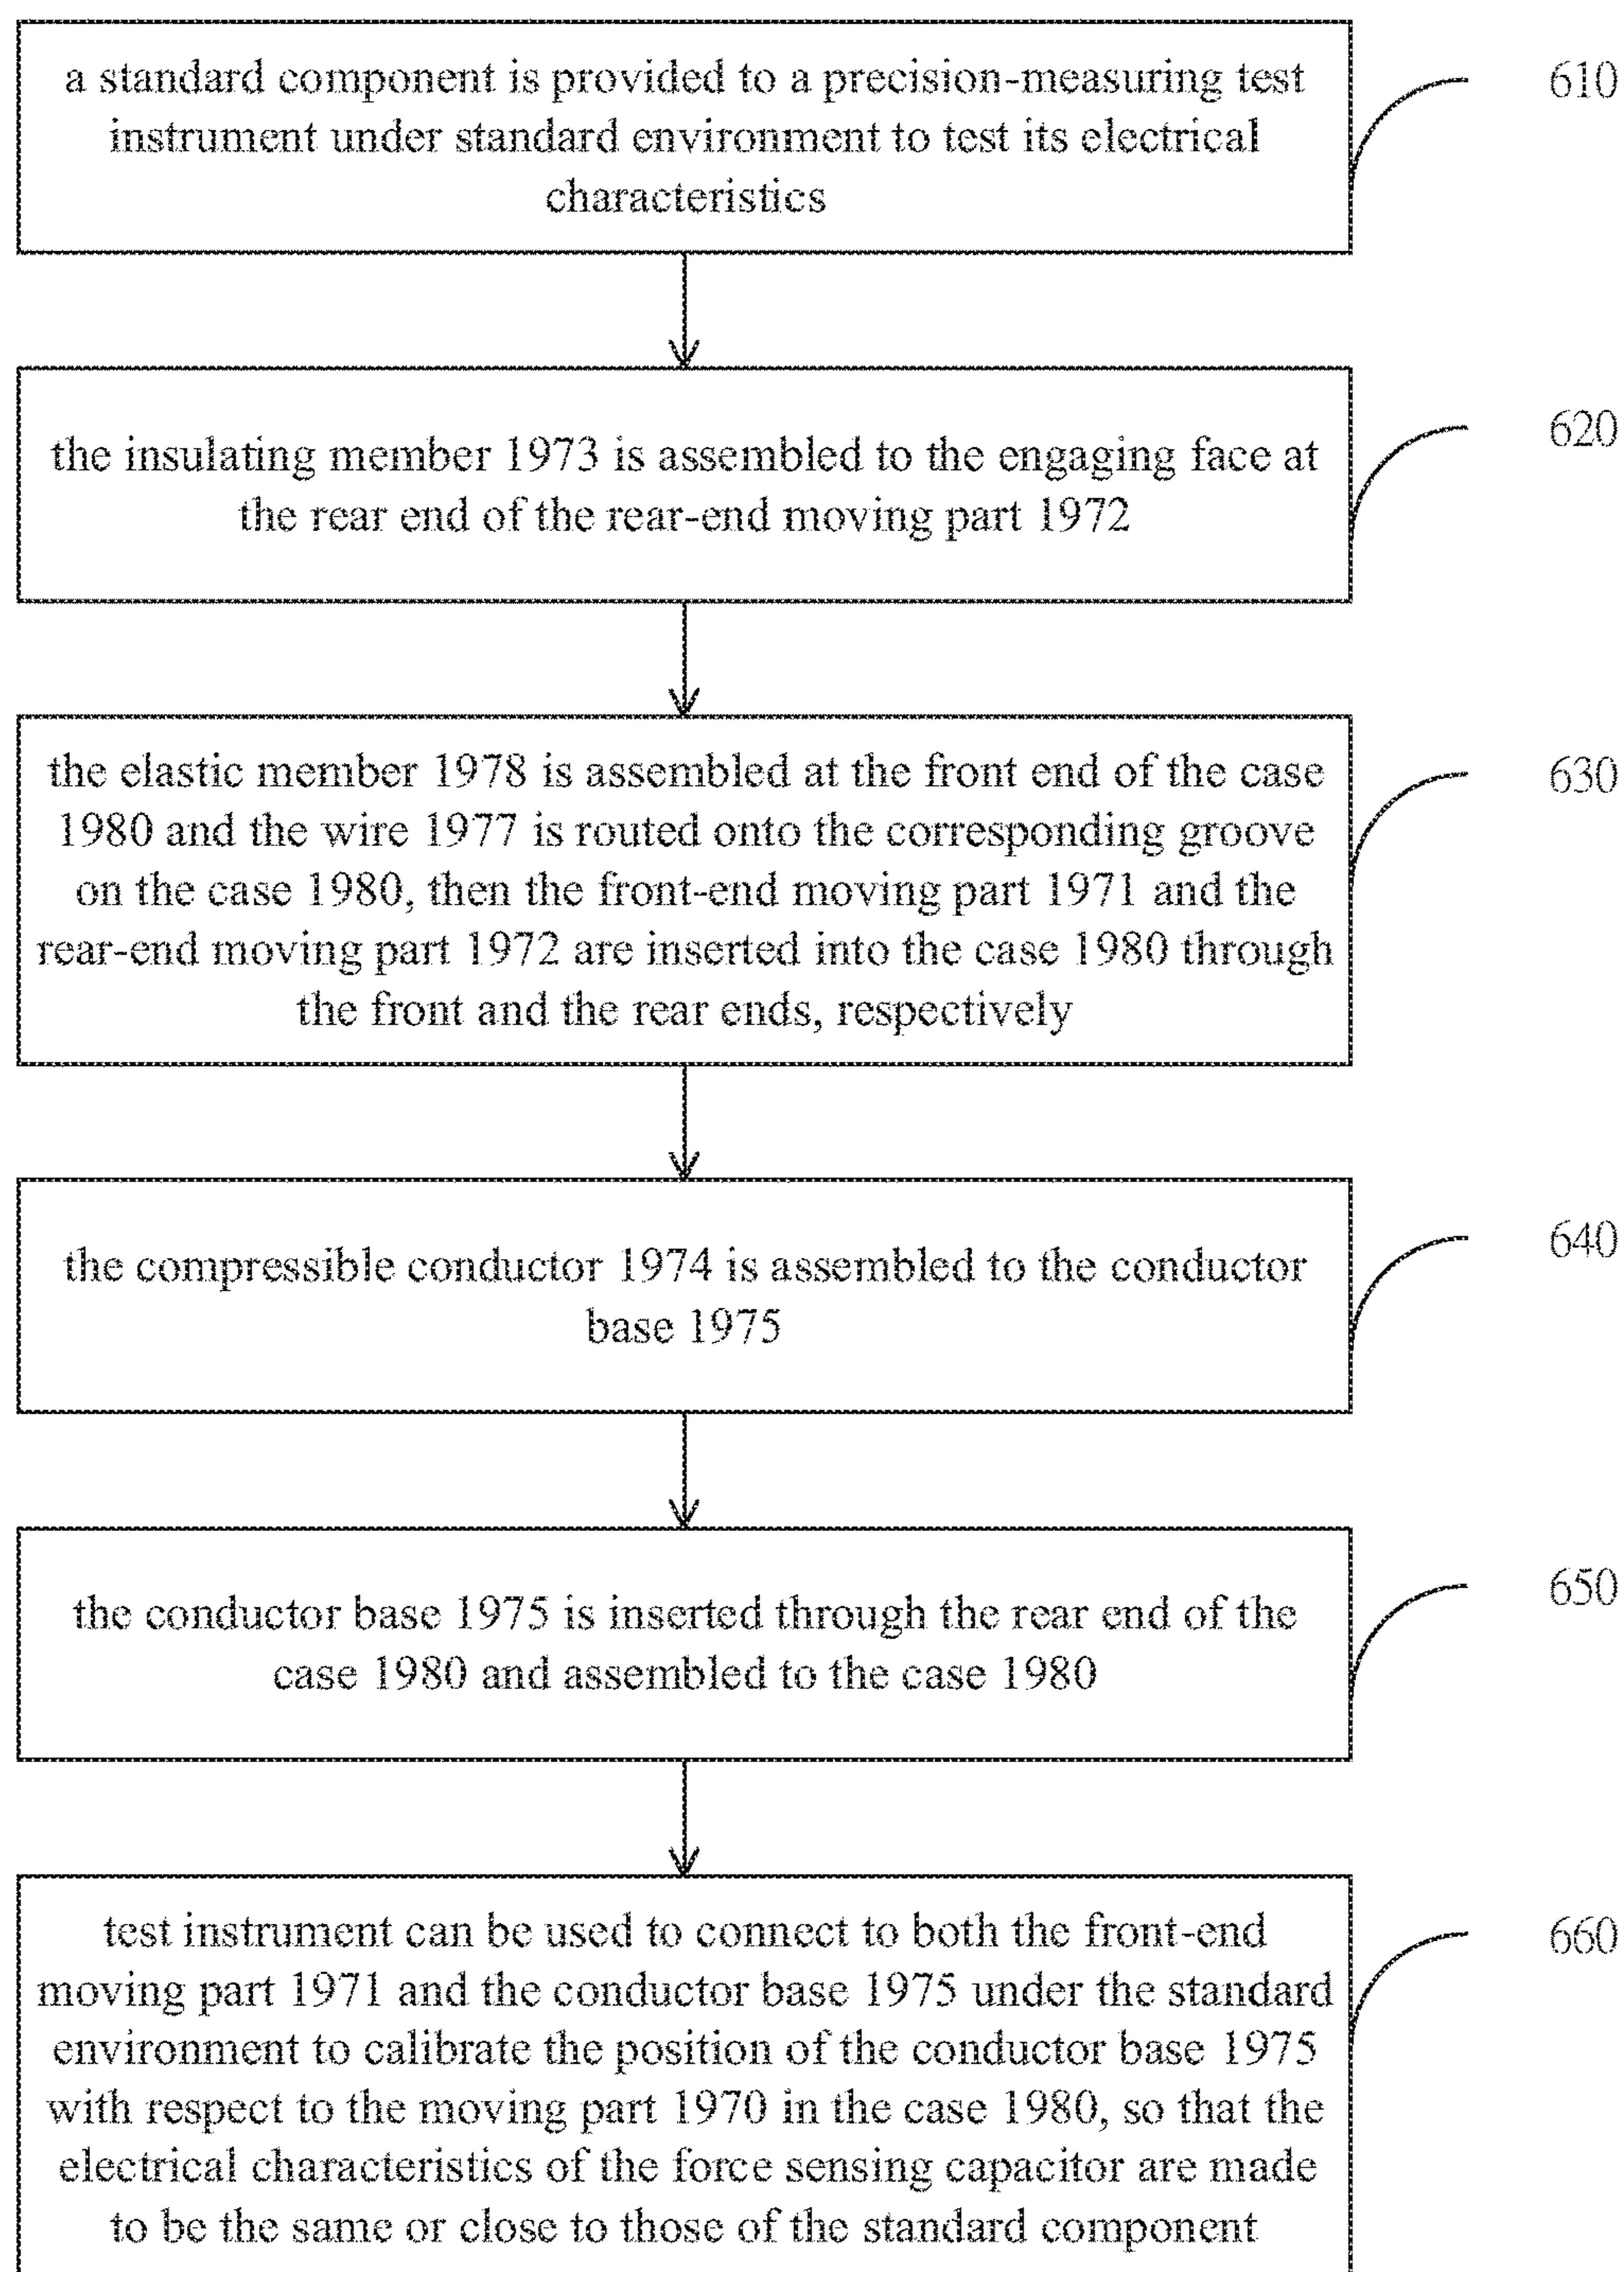 a standard component is provided to a precision-measuring test
instrument under standard environment to test its electrical
characteristics
610
the insulating member 1973 is assembled to the engaging face at
the rear end of the rear-end moving part 1972
620
the elastic member 1978 is assembled at the front end of the case
1980 and the wire 1977 is routed onto the corresponding groove
on the case 1980, then the front-end moving part 1971 and the
rear-end moving part 1972 are inserted into the case 1980 through
the front and the rear ends, respectively
630
the compressible conductor 1974 is assembled to the conductor
base 1975
640
the conductor base 1975 is inserted through the rear end of the
case 1980 and assembled to the case 1980
650
test instrument can be used to connect to both the front-end
moving part 1971 and the conductor base 1975 under the standard
environment to calibrate the position of the conductor base 1975
with respect to the moving part 1970 in the case 1980, so that the
electrical characteristics of the force sensing capacitor are made
to be the same or close to those of the standard component
660